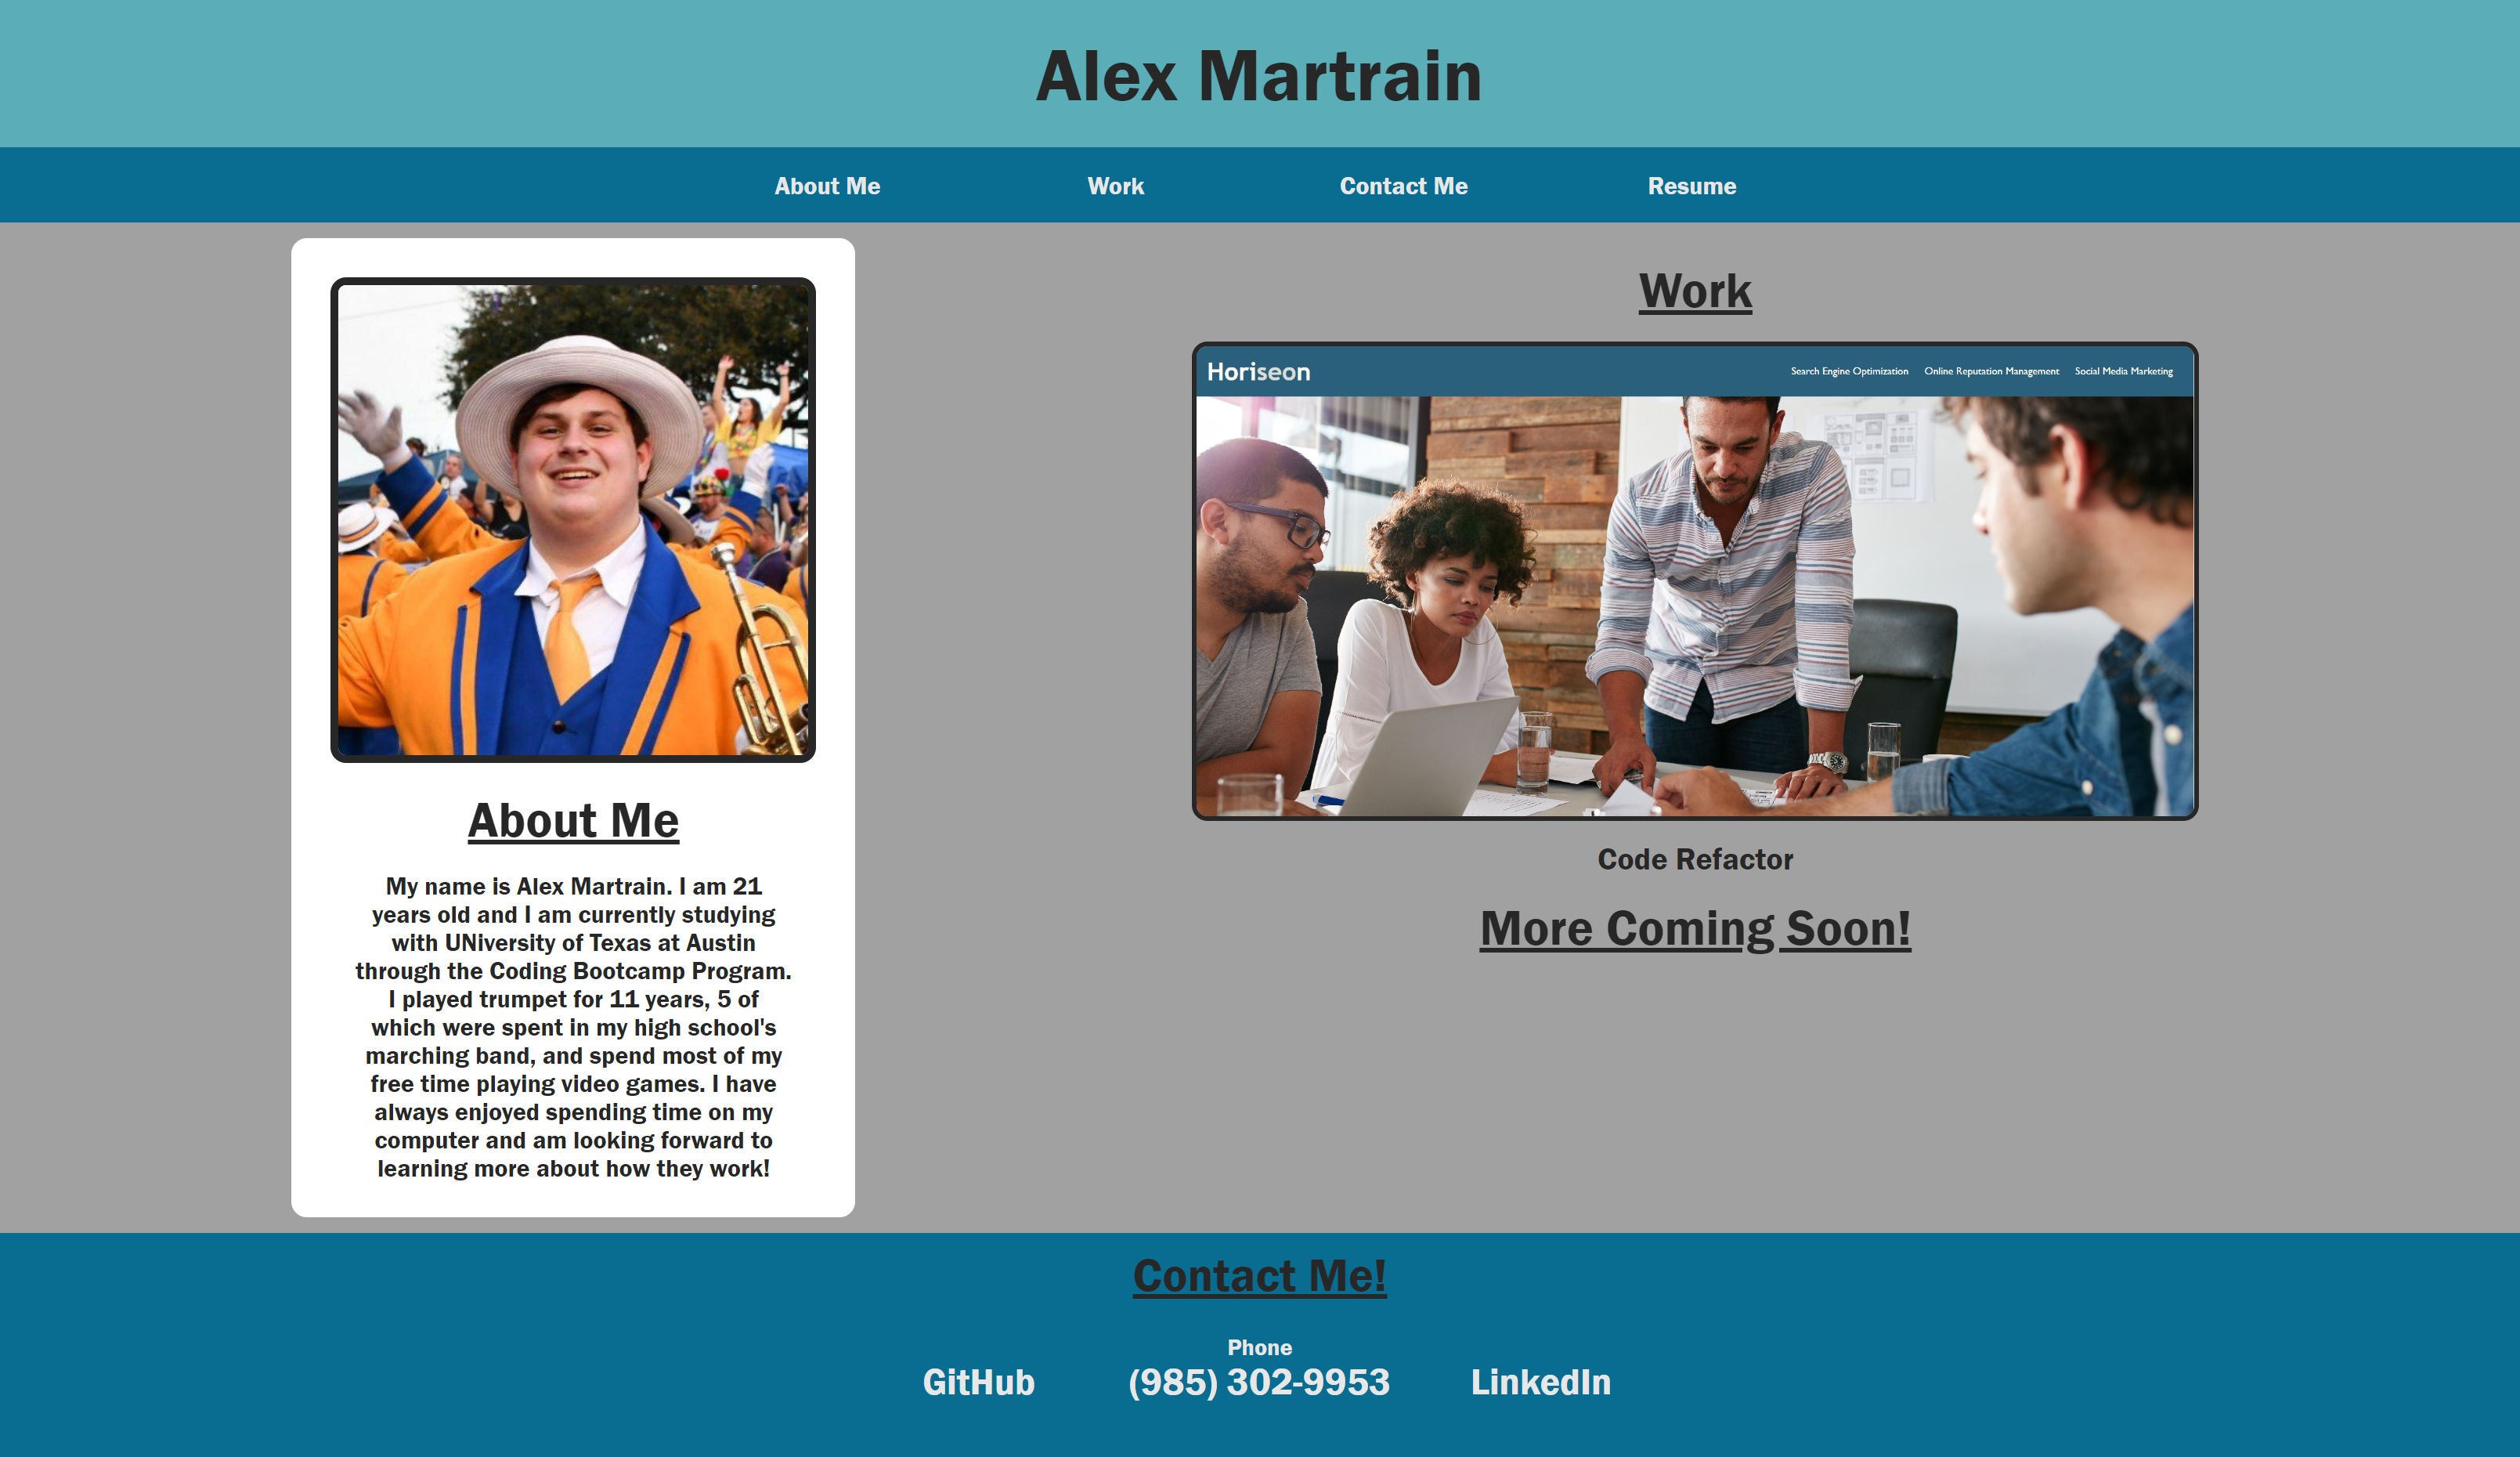 Alex Martrain
About Me
Work
Contact Me
Resume
About Me
My name is Alex Martrain. I am 21
years old and I am currently studying
with UNiversity of Texas at Austin
through the Coding Bootcamp Program.
I played trumpet for 11 years, 5 of
which were spent in my high school's
marching band, and spend most of my
free time playing video games. I have
always enjoyed spending time on my
computer and am looking forward to
learning more about how they work!
Work
Horiseon
Search Engine Optimization
Online Reputation Management
Social Media Marketing
Code Refactor
More Coming Soon!
Contact Me!
GitHub
Phone
(985) 302-9953
LinkedIn